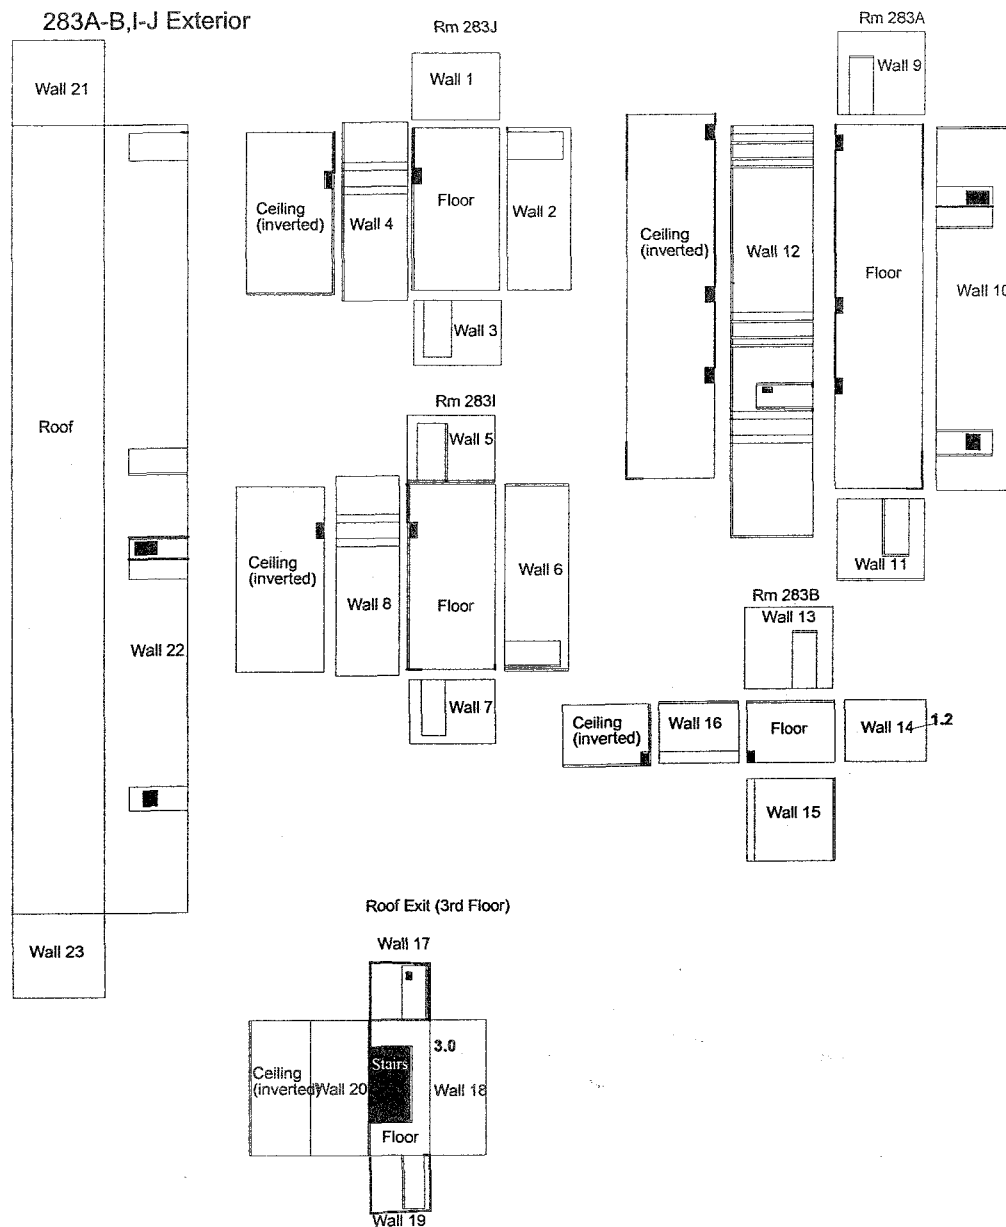 283A-B,I-J Exterior
Wall 21
Roof
Wall 22
Wall 23
Rm 283J
Wall 1
Ceiling
(inverted)
Wall 4
Floor
Wall 2
Wall 3
Rm 283I
Wall 5
Ceiling
(inverted)
Wall 8
Floor
Wall 6
Wall 7
Rm 283A
Wall 9
Ceiling
(inverted)
Wall 12
Floor
Wall 10
Wall 11
Rm 283B
Wall 13
Ceiling
(inverted)
Wall 16
Floor
Wall 14
1.2
Wall 15
Roof Exit (3rd Floor)
Wall 17
3.0
Stairs
Ceiling
(inverted)
Wall 20
Wall 18
Floor
Wall 19